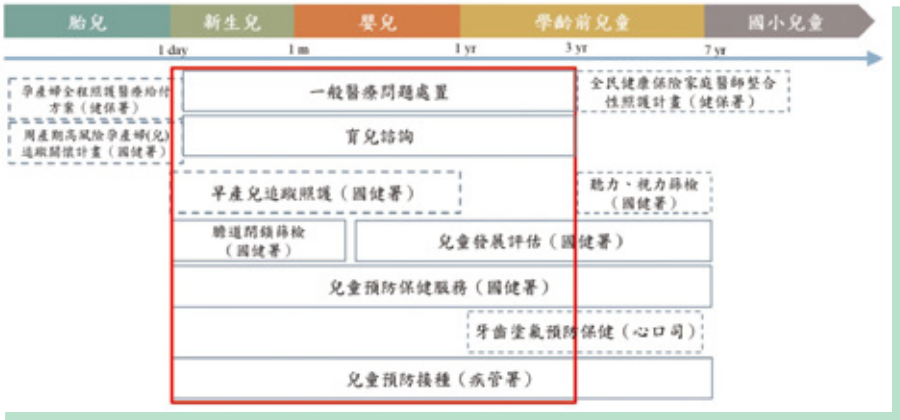 胎兒 新生兒 嬰兒 學齡前兒童 國小兒童
1 day 1 m 1 yr 3 yr 7 yr
孕產婦全程照護醫療給付
方案（健保署）
一般醫療問題處置
全民健康保險家庭醫師整合
性照護計畫（健保署）
周產期高風險孕產婦(兒)
追蹤關懷計畫（國健署）
育兒諮詢
早產兒追蹤照護（國健署）
聽力、視力篩檢
（國健署）
膽道閉鎖篩檢
（國健署）
兒童發展評估（國健署）
兒童預防保健服務（國健署）
牙齒塗氟預防保健（心口司）
兒童預防接種（疾管署）